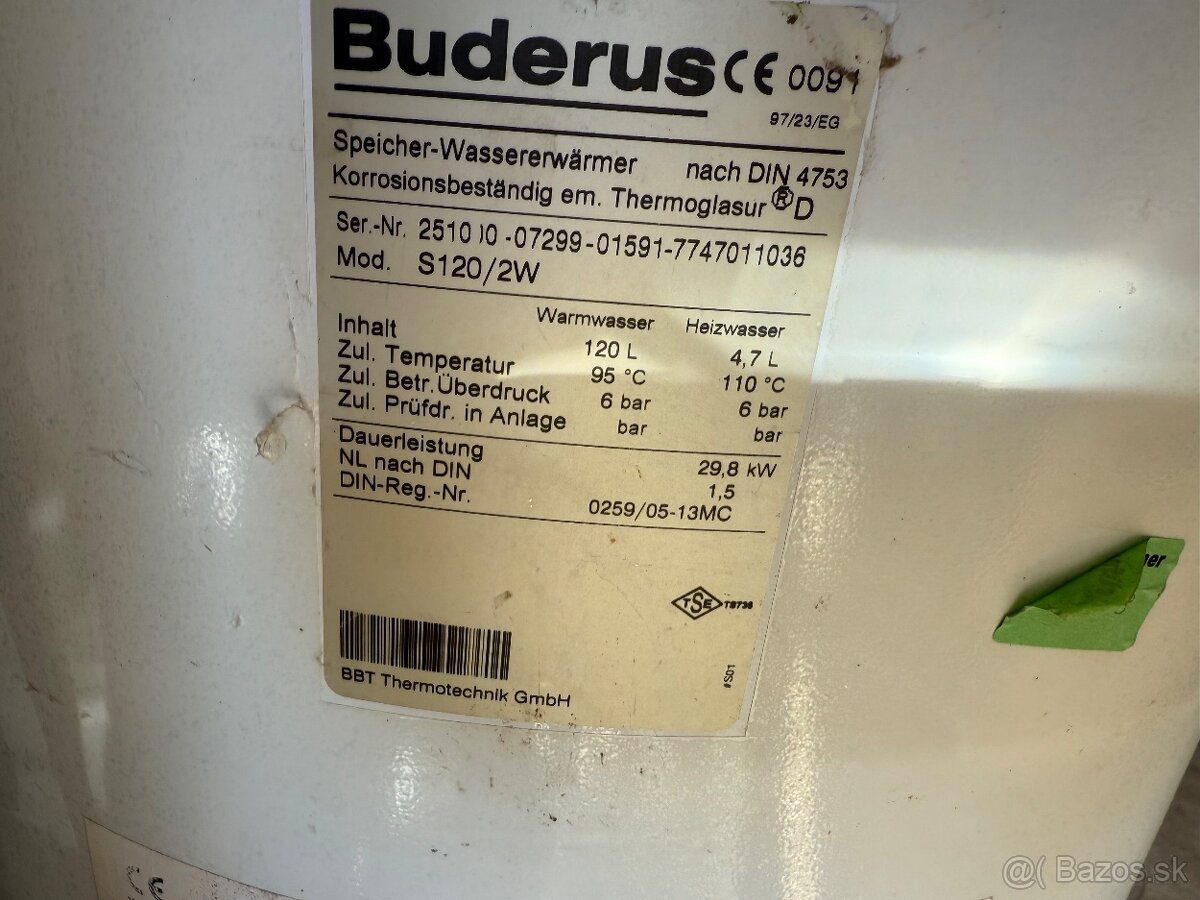 Buderus CE 0091
97/23/EG
Speicher-Wassererwärmer nach DIN 4753
Korrosionsbeständig em. Thermoglasur ® D
Ser.-Nr. 2510 -07299-01591-7747011036
Mod. S120/2W
Warmwasser Heizwasser
Inhalt 120 L 4,7 L
Zul. Temperatur 95 °C 110 °C
Zul. Betr. Überdruck 6 bar 6 bar
Zul. Prüfdr. in Anlage bar bar
Dauerleistung 29,8 kW
NL nach DIN 1,5
DIN-Reg.-Nr. 0259/05-13MC
TSE TS736
#S01
BBT Thermotechnik GmbH
@( Bazos.sk